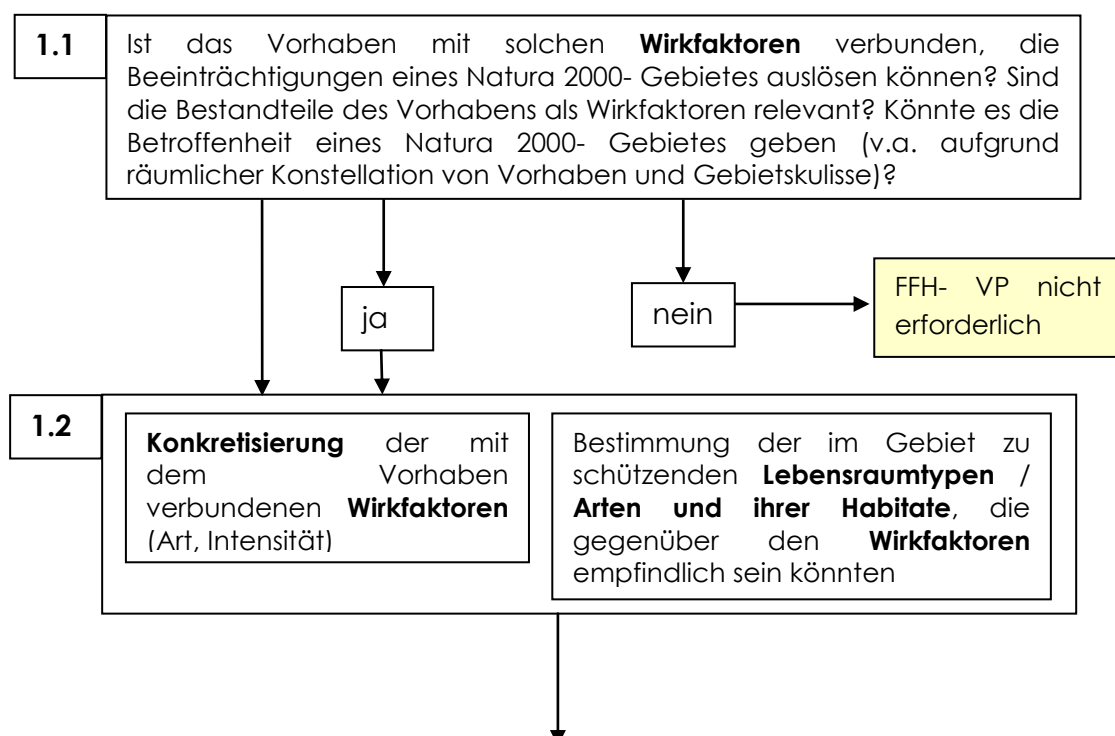 1.1
Ist das Vorhaben mit solchen Wirkfaktoren verbunden, die
Beeinträchtigungen eines Natura 2000- Gebietes auslösen können? Sind
die Bestandteile des Vorhabens als Wirkfaktoren relevant? Könnte es die
Betroffenheit eines Natura 2000- Gebietes geben (v.a. aufgrund
räumlicher Konstellation von Vorhaben und Gebietskulisse)?
ja
nein
FFH- VP nicht
erforderlich
1.2
Konkretisierung der mit
dem Vorhaben
verbundenen Wirkfaktoren
(Art, Intensität)
Bestimmung der im Gebiet zu
schützenden Lebensraumtypen /
Arten und ihrer Habitate, die
gegenüber den Wirkfaktoren
empfindlich sein könnten